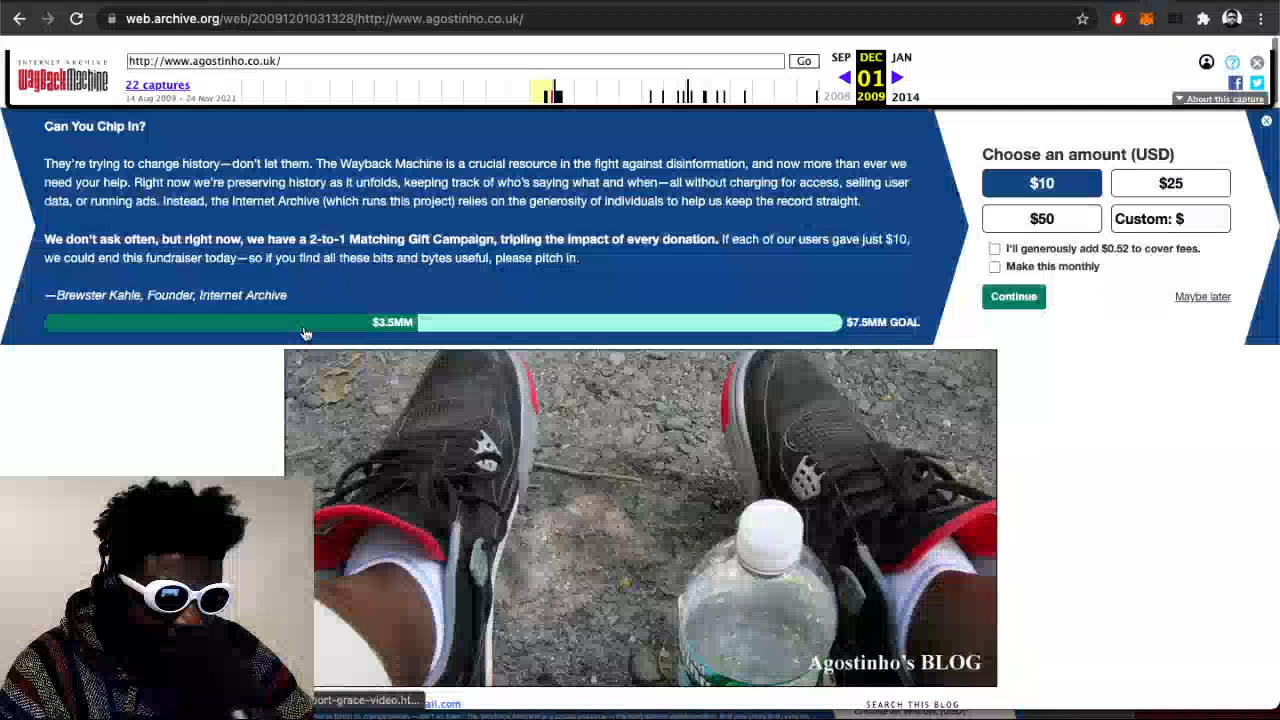 web.archive.org/web/20091201031328/http://www.agostinho.co.uk/
INTERNET ARCHIVE
WayBackMachine
http://www.agostinho.co.uk/
Go
SEP DEC JAN
22 captures
01
14 Aug 2009 - 24 Nov 2021
2008 2009 2014
About this capture
Can You Chip In?
They're trying to change history—don't let them. The Wayback Machine is a crucial resource in the fight against disinformation, and now more than ever we
need your help. Right now we're preserving history as it unfolds, keeping track of who's saying what and when—all without charging for access, selling user
data, or running ads. Instead, the Internet Archive (which runs this project) relies on the generosity of individuals to help us keep the record straight.
We don't ask often, but right now, we have a 2-to-1 Matching Gift Campaign, tripling the impact of every donation. If each of our users gave just $10,
we could end this fundraiser today—so if you find all these bits and bytes useful, please pitch in.
—Brewster Kahle, Founder, Internet Archive
$3.5MM
$7.5MM GOAL
Choose an amount (USD)
$10
$25
$50
Custom: $
I'll generously add $0.52 to cover fees.
Make this monthly
Continue
Maybe later
Agostinho's BLOG
port-grace-video.ht...
ail.com
SEARCH THIS BLOG